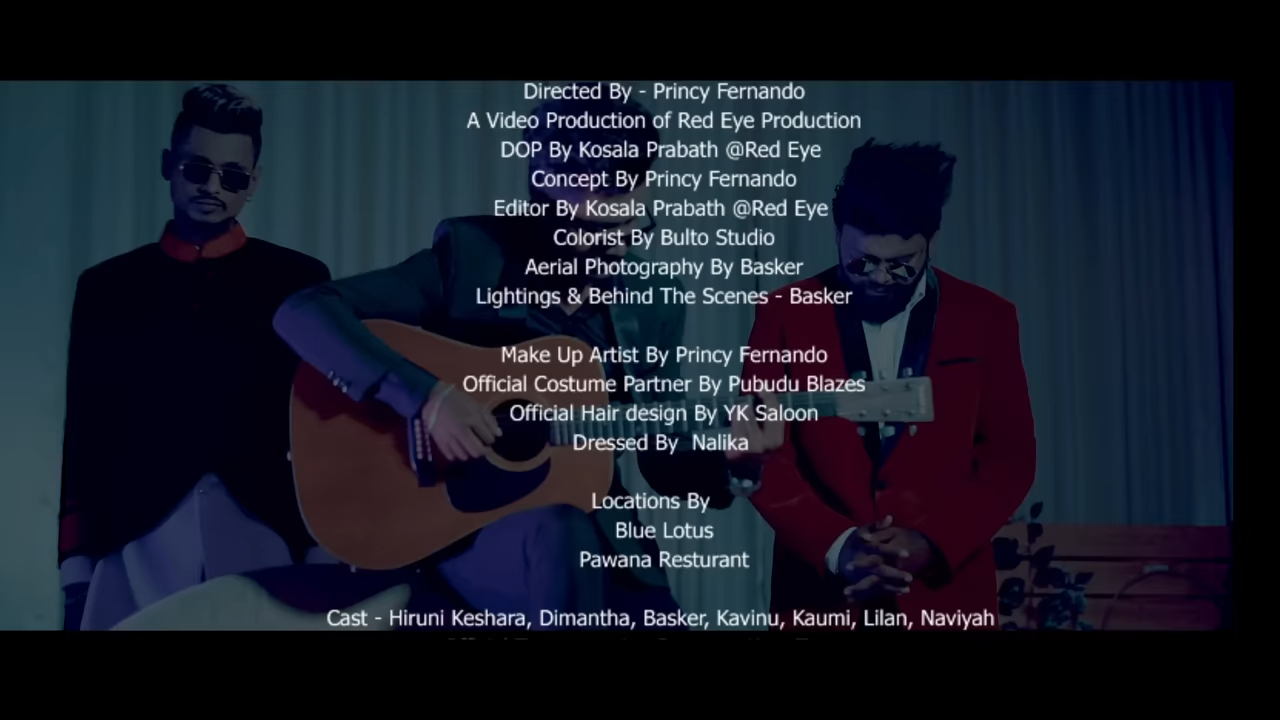 Directed By - Princy Fernando
A Video Production of Red Eye Production
DOP By Kosala Prabath @Red Eye
Concept By Princy Fernando
Editor By Kosala Prabath @Red Eye
Colorist By Bulto Studio
Aerial Photography By Basker
Lightings & Behind The Scenes - Basker
Make Up Artist By Princy Fernando
Official Costume Partner By Pubudu Blazes
Official Hair design By YK Saloon
Dressed By Nalika
Locations By
Blue Lotus
Pawana Resturant
Cast - Hiruni Keshara, Dimantha, Basker, Kavinu, Kaumi, Lilan, Naviyah